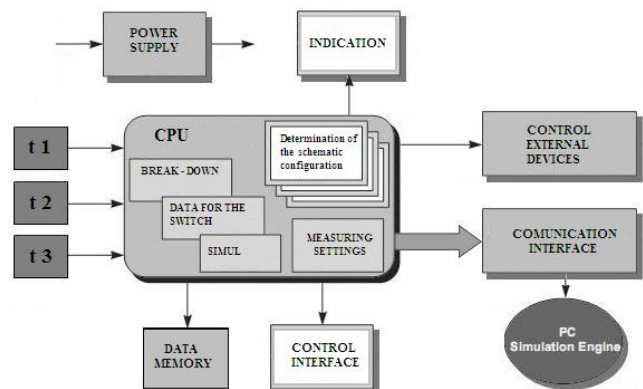 POWER
SUPPLY
INDICATION
t 1
t 2
t 3
CPU
BREAK - DOWN
DATA FOR THE
SWITCH
SIMUL
Determination of
the schematic
configuration
MEASURING
SETTINGS
CONTROL
EXTERNAL
DEVICES
COMUNICATION
INTERFACE
PC
Simulation Engine
DATA
MEMORY
CONTROL
INTERFACE